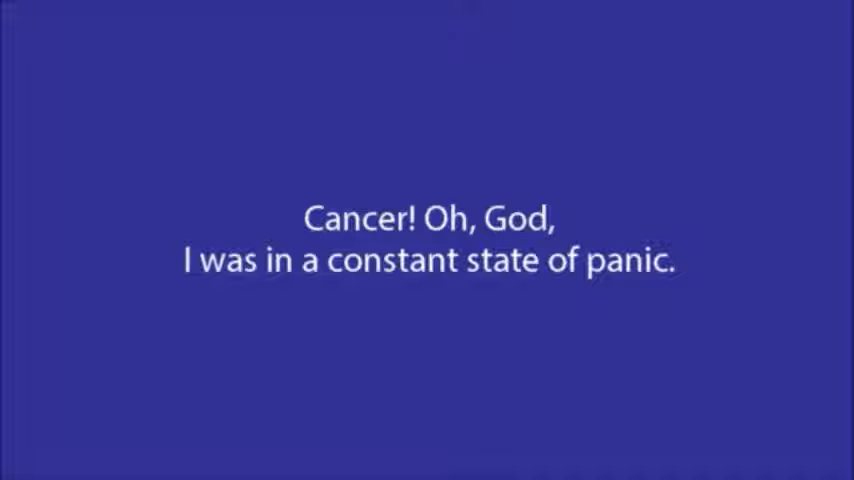 Cancer! Oh, God,
I was in a constant state of panic.